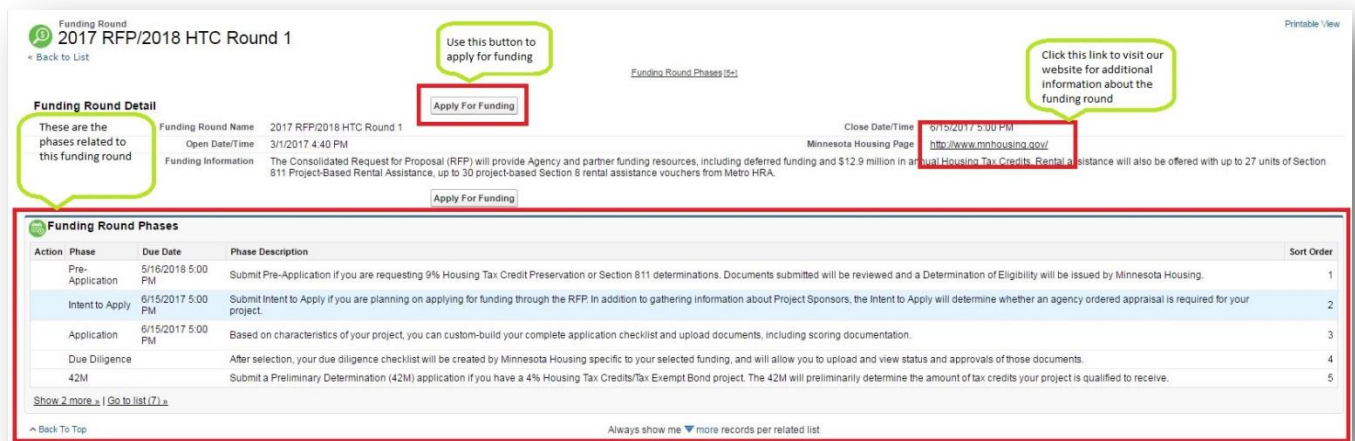 Funding Round
2017 RFP/2018 HTC Round 1
« Back to List
Printable View
Use this button to
apply for funding
Click this link to visit our
website for additional
information about the
funding round
Funding Round Phases [5+]
Funding Round Detail
Apply For Funding
These are the
phases related to
this funding round
Funding Round Name 2017 RFP/2018 HTC Round 1 Close Date/Time 6/15/2017 5:00 PM
Open Date/Time 3/1/2017 4:40 PM Minnesota Housing Page http://www.mnhousing.gov/
Funding Information The Consolidated Request for Proposal (RFP) will provide Agency and partner funding resources, including deferred funding and $12.9 million in annual Housing Tax Credits. Rental assistance will also be offered with up to 27 units of Section
811 Project-Based Rental Assistance, up to 30 project-based Section 8 rental assistance vouchers from Metro HRA.
Apply For Funding
Funding Round Phases
Action Phase Due Date Phase Description Sort Order
Pre-
Application 5/16/2018 5:00
PM Submit Pre-Application if you are requesting 9% Housing Tax Credit Preservation or Section 811 determinations. Documents submitted will be reviewed and a Determination of Eligibility will be issued by Minnesota Housing. 1
Intent to Apply 6/15/2017 5:00
PM Submit Intent to Apply if you are planning on applying for funding through the RFP. In addition to gathering information about Project Sponsors, the Intent to Apply will determine whether an agency ordered appraisal is required for your
project. 2
Application 6/15/2017 5:00
PM Based on characteristics of your project, you can custom-build your complete application checklist and upload documents, including scoring documentation. 3
Due Diligence After selection, your due diligence checklist will be created by Minnesota Housing specific to your selected funding, and will allow you to upload and view status and approvals of those documents. 4
42M Submit a Preliminary Determination (42M) application if you have a 4% Housing Tax Credits/Tax Exempt Bond project. The 42M will preliminarily determine the amount of tax credits your project is qualified to receive. 5
Show 2 more » | Go to list (7) »
^ Back To Top Always show me ▼ more records per related list